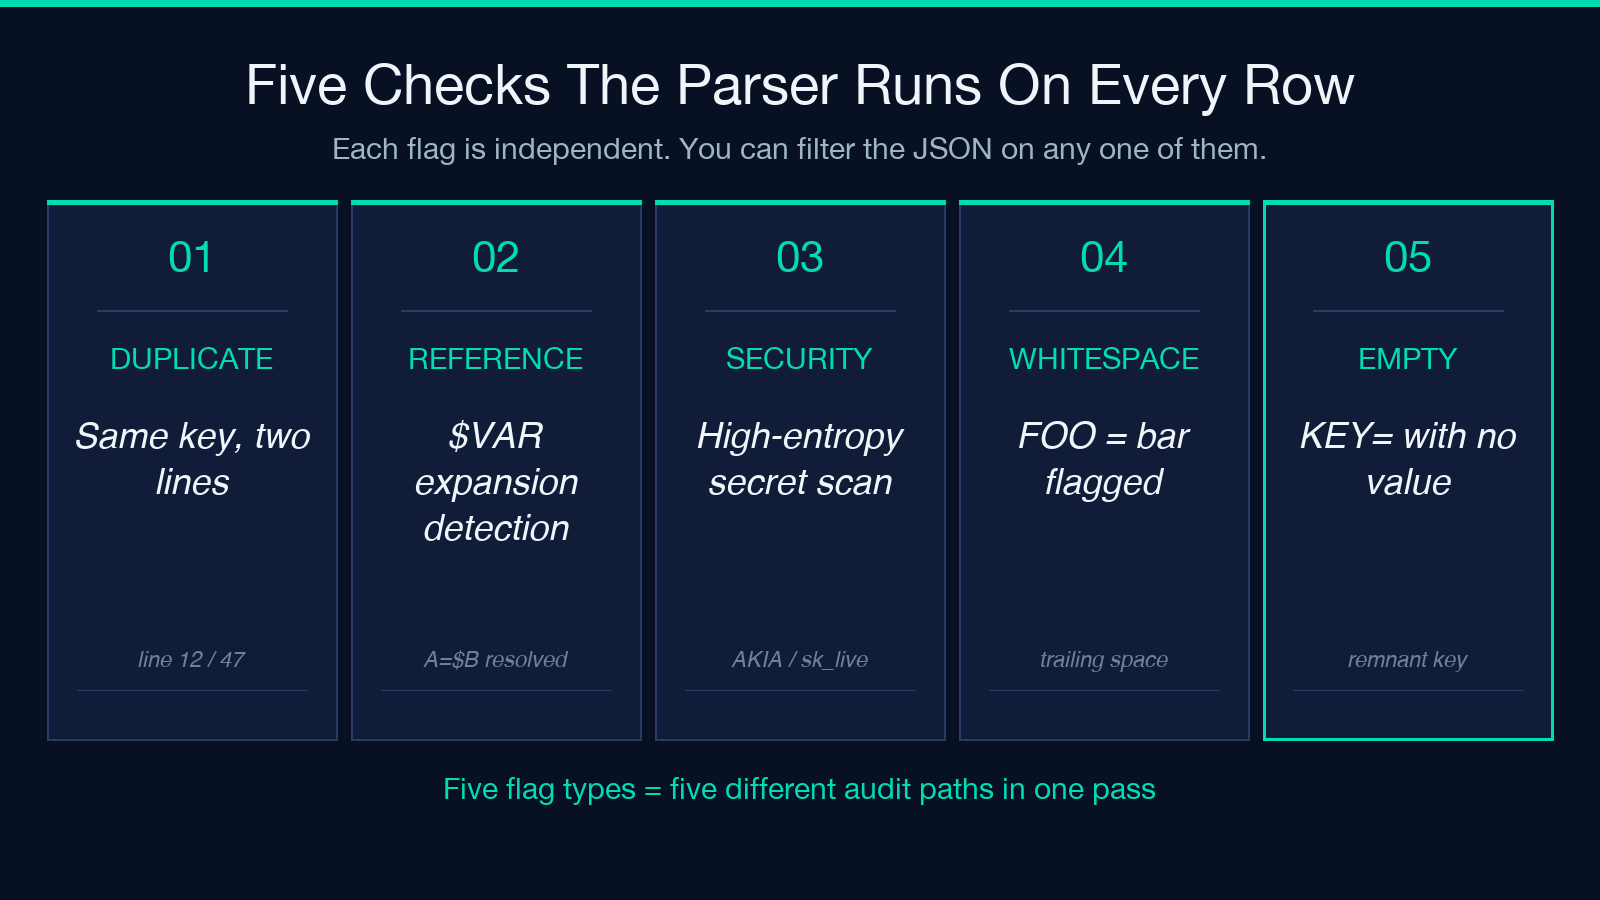 Five Checks The Parser Runs On Every Row
Each flag is independent. You can filter the JSON on any one of them.
01
DUPLICATE
Same key, two
lines
line 12 / 47
02
REFERENCE
$VAR
expansion
detection
A=$B resolved
03
SECURITY
High-entropy
secret scan
AKIA / sk_live
04
WHITESPACE
FOO = bar
flagged
trailing space
05
EMPTY
KEY= with no
value
remnant key
Five flag types = five different audit paths in one pass